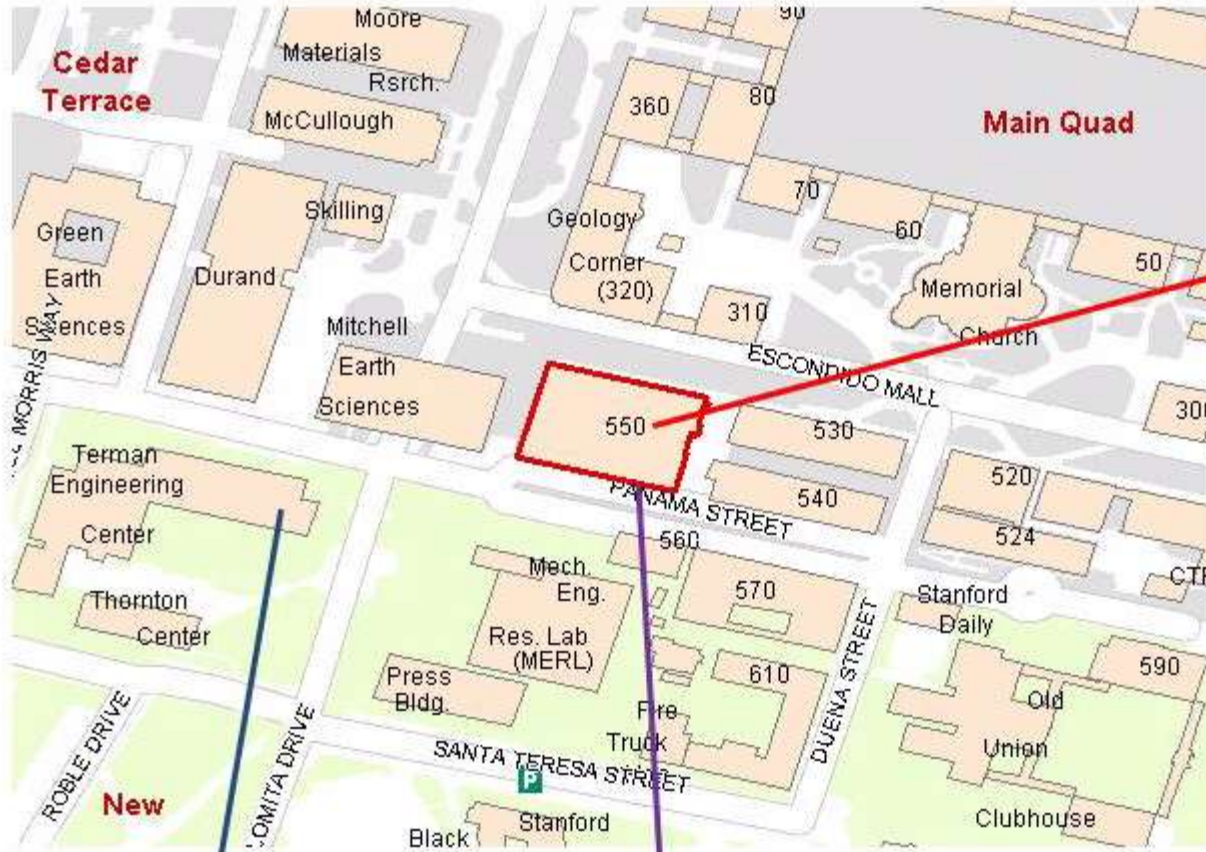 Moore
90
Materials
Cedar
Terrace
Rsrch.
80
360
McCullough
Main Quad
70
Skilling
Geology
60
Green
Earth
Durand
Corner
(320)
50
Memorial
310
Sciences
Mitchell
Church
MORRIS WAY
Earth
ESCONDIDO MALL
Sciences
300
550
530
Terman
Engineering
520
PANAMA STREET
540
Center
560
524
Mech.
Eng.
570
Stanford
Daily
Thornton
Center
Res. Lab
(MERL)
Press
Bldg.
610
590
DUENA STREET
Fire
Truck
Old
Union
ROBLE DRIVE
LOMITA DRIVE
SANTA TERESA STREET
P
New
Stanford
Clubhouse
Black